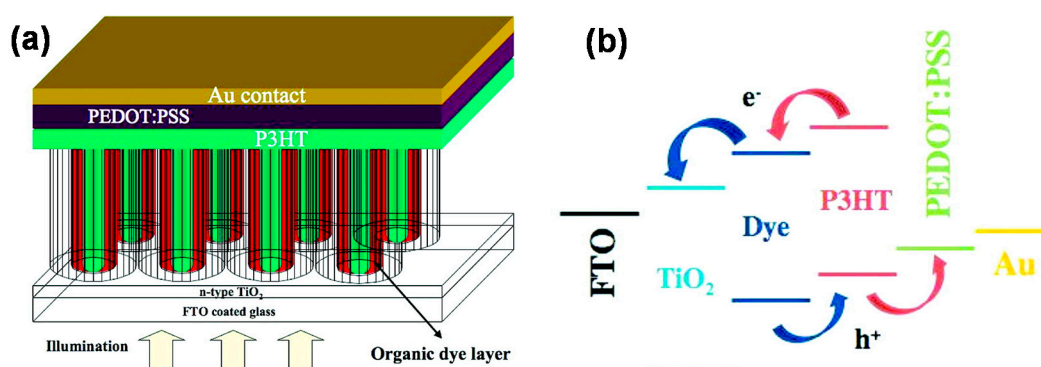 (a)
Au contact
PEDOT:PSS
P3HT
n-type TiO2
FTO coated glass
Illumination
Organic dye layer
(b)
e-
P3HT
PEDOT:PSS
Dye
FTO
TiO2
Au
h+